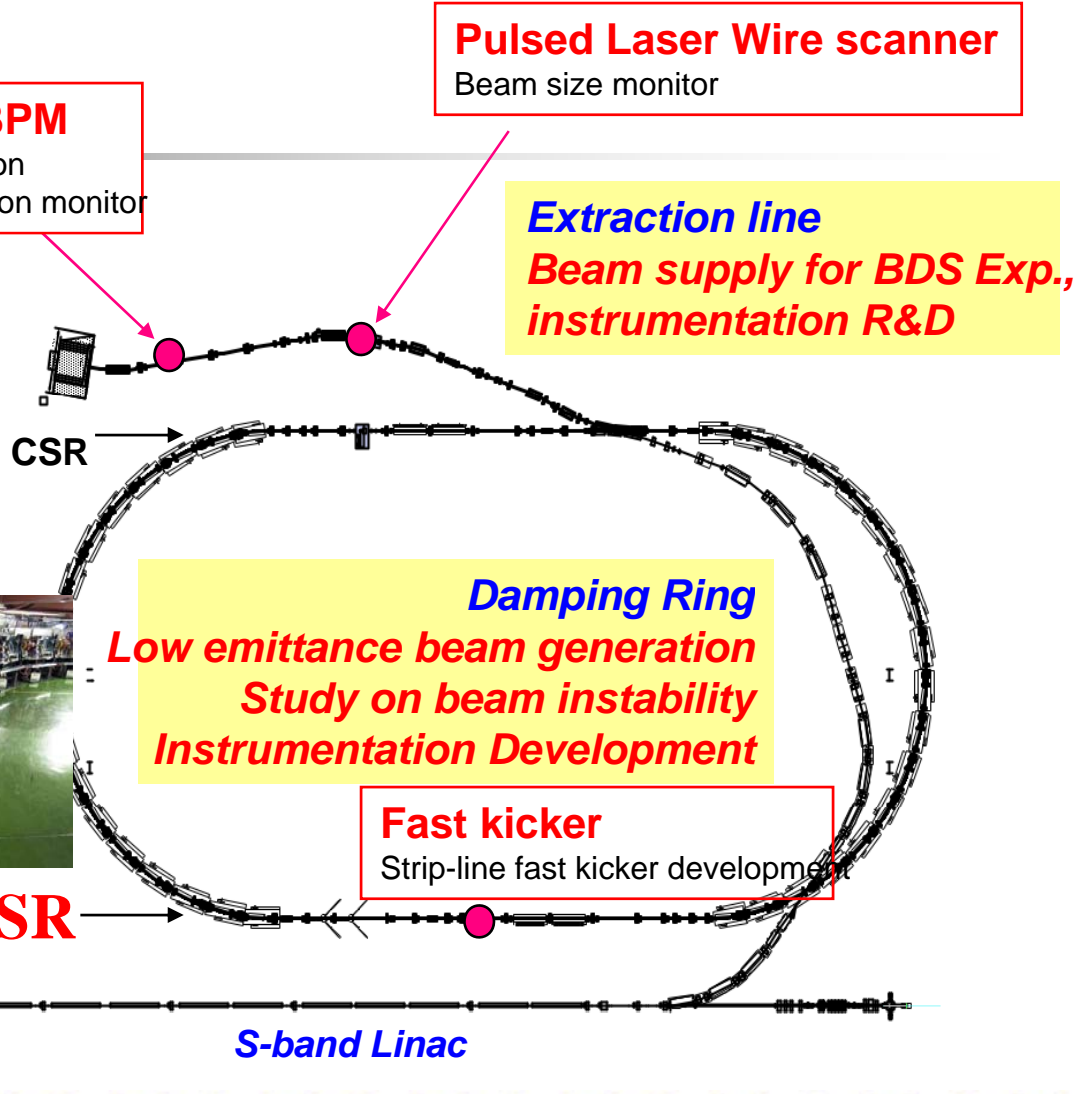 Pulsed Laser Wire scanner
Beam size monitor
BPM
on
on monitor
Extraction line
Beam supply for BDS Exp.,
instrumentation R&D
CSR
Damping Ring
Low emittance beam generation
Study on beam instability
Instrumentation Development
Fast kicker
Strip-line fast kicker development
SR
S-band Linac